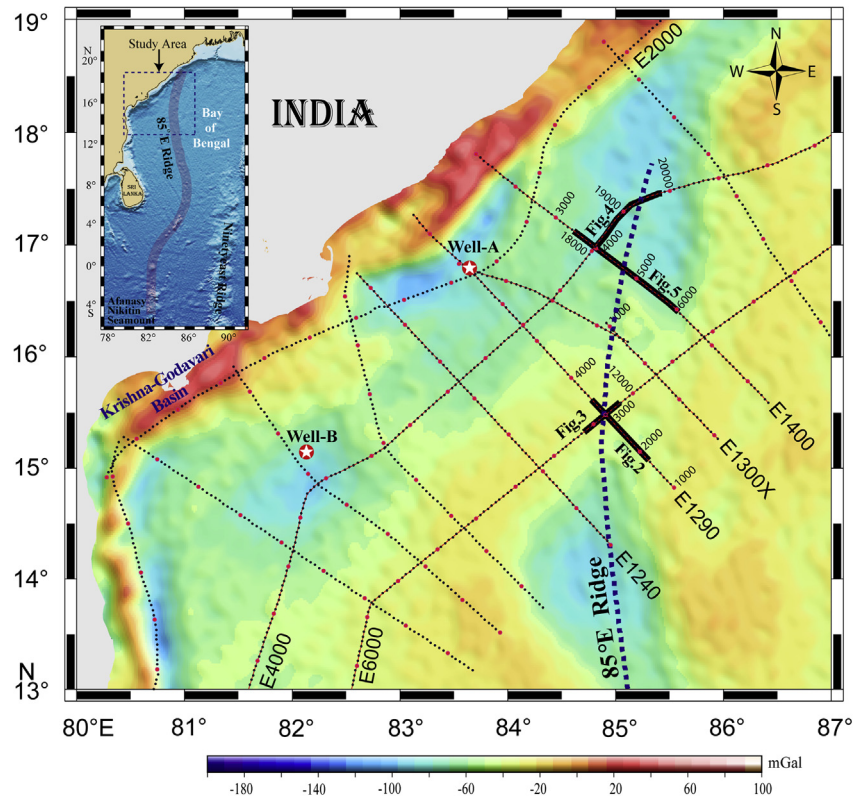 19°
18°
17°
16°
15°
14°
N
13°
80°E
81°
82°
83°
84°
85°
86°
87°
N
20°
16°
12°
8°
4°
0°
4°
S
78°
82°
86°
90°E
Study Area
Bay
of
Bengal
85°E Ridge
SRI
LANKA
Ninetyeast Ridge
Afanasy
Nikitin
Seamount
INDIA
N
W
E
S
E2000
Well-A
Well-B
Krishna-Godavari
Basin
3000
18000
19000
20000
Fig.4
4000
5000
Fig.5
6000
4000
12000
Fig.3
3000
2000
Fig.2
1000
E1400
E1300X
E1290
E1240
85°E Ridge
E4000
E6000
mGal
-180
-140
-100
-60
-20
20
60
100